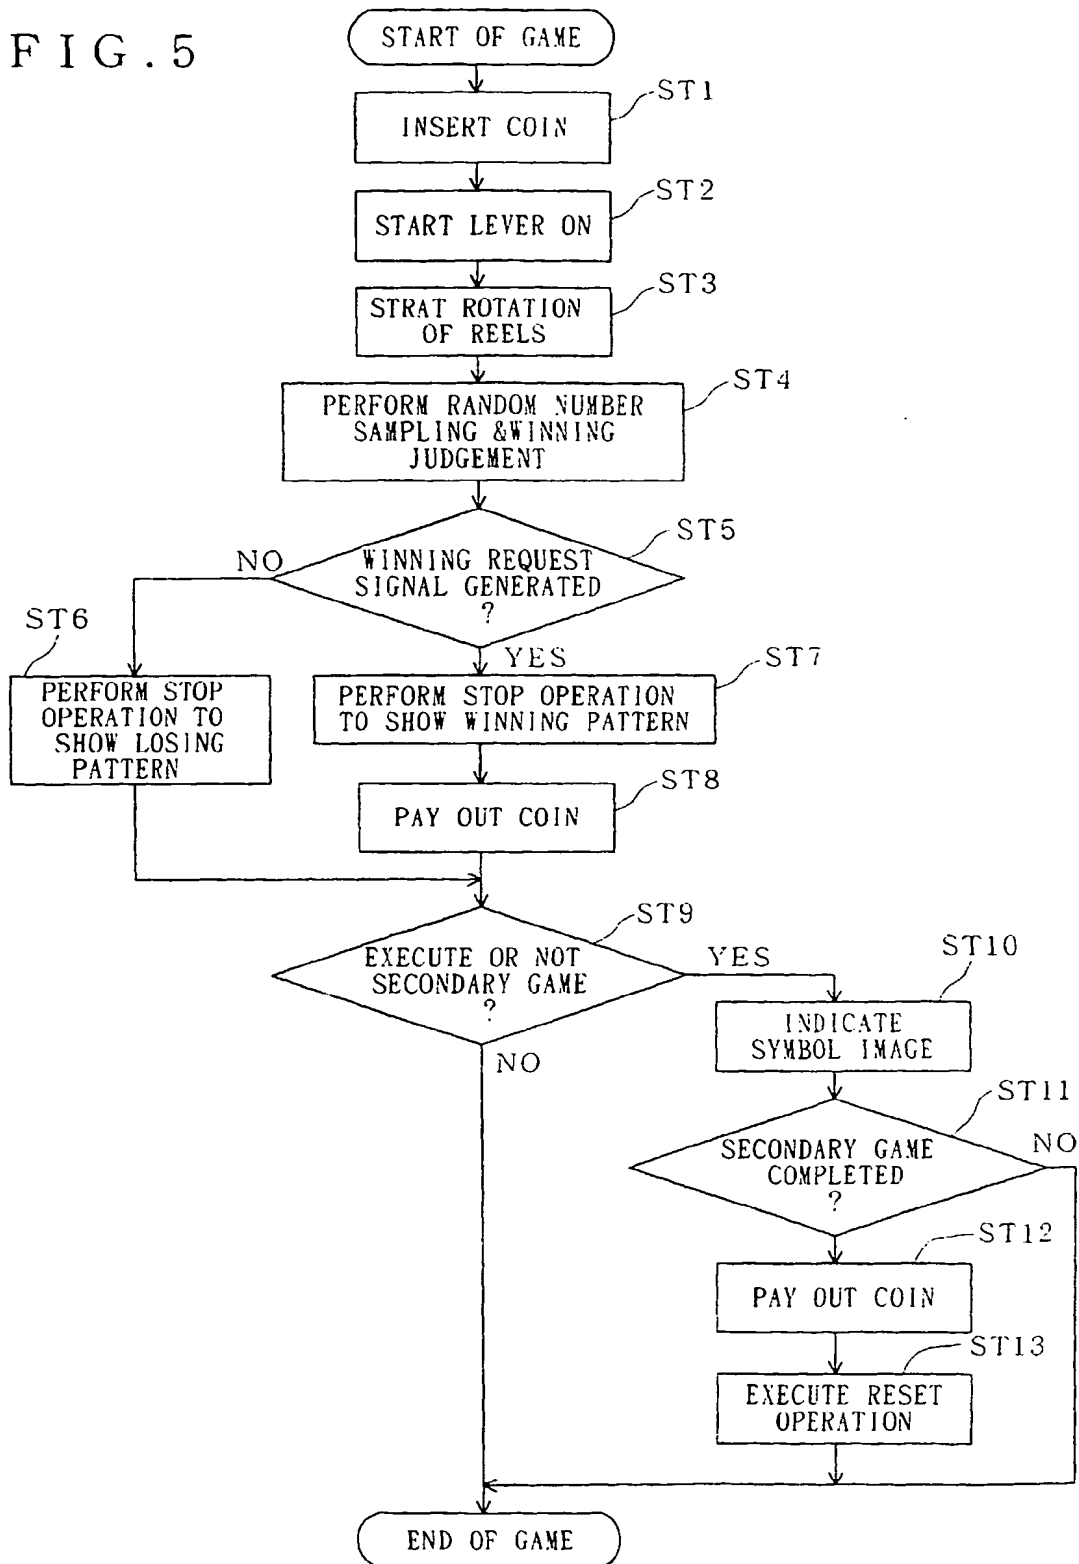 FIG.5
START OF GAME
ST1
INSERT COIN
ST2
START LEVER ON
ST3
STRAT ROTATION
OF REELS
ST4
PERFORM RANDOM NUMBER
SAMPLING &WINNING
JUDGEMENT
ST5
NO
WINNING REQUEST
SIGNAL GENERATED
?
ST6
YES
ST7
PERFORM STOP
OPERATION TO
SHOW LOSING
PATTERN
PERFORM STOP OPERATION
TO SHOW WINNING PATTERN
ST8
PAY OUT COIN
ST9
EXECUTE OR NOT
SECONDARY GAME
?
YES
ST10
NO
INDICATE
SYMBOL IMAGE
ST11
SECONDARY GAME
COMPLETED
?
NO
ST12
PAY OUT COIN
ST13
EXECUTE RESET
OPERATION
END OF GAME